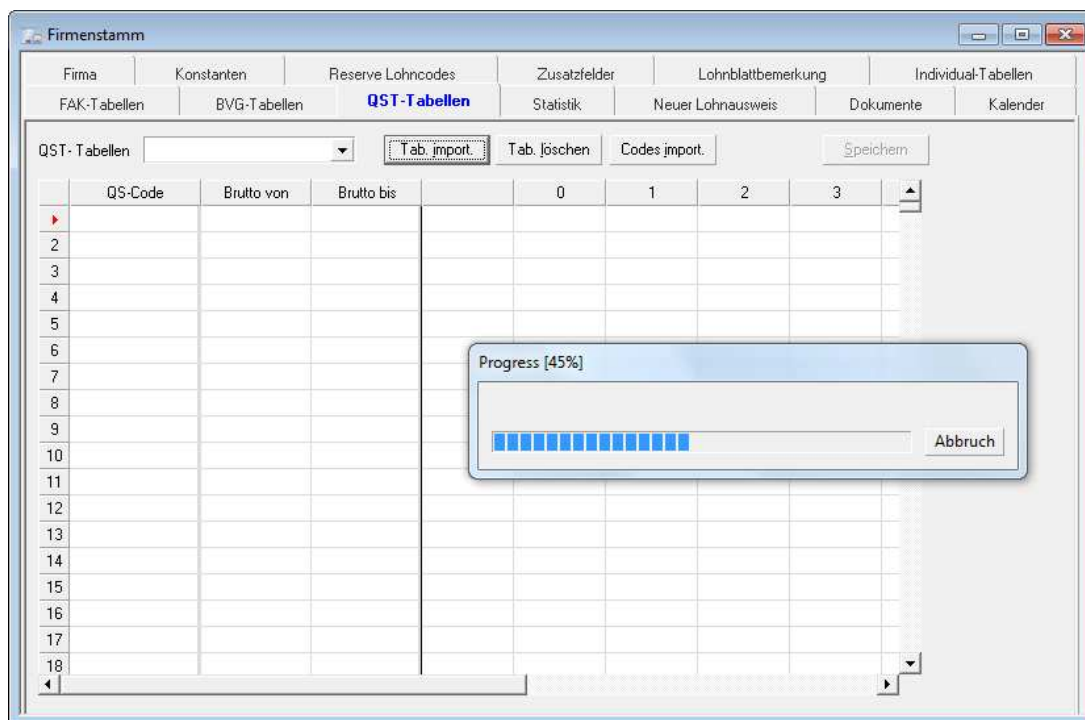 Firmenstamm
Firma Konstanten Reserve Lohncodes Zusatzfelder Lohnblattbemerkung Individual-Tabellen
FAK-Tabellen BVG-Tabellen QST-Tabellen Statistik Neuer Lohnausweis Dokumente Kalender
QST- Tabellen Tab. import. Tab. löschen Codes import. Speichern
QS-Code Brutto von Brutto bis 0 1 2 3
2
3
4
5
6
Progress [45%]
7
8
9
Abbruch
10
11
12
13
14
15
16
17
18